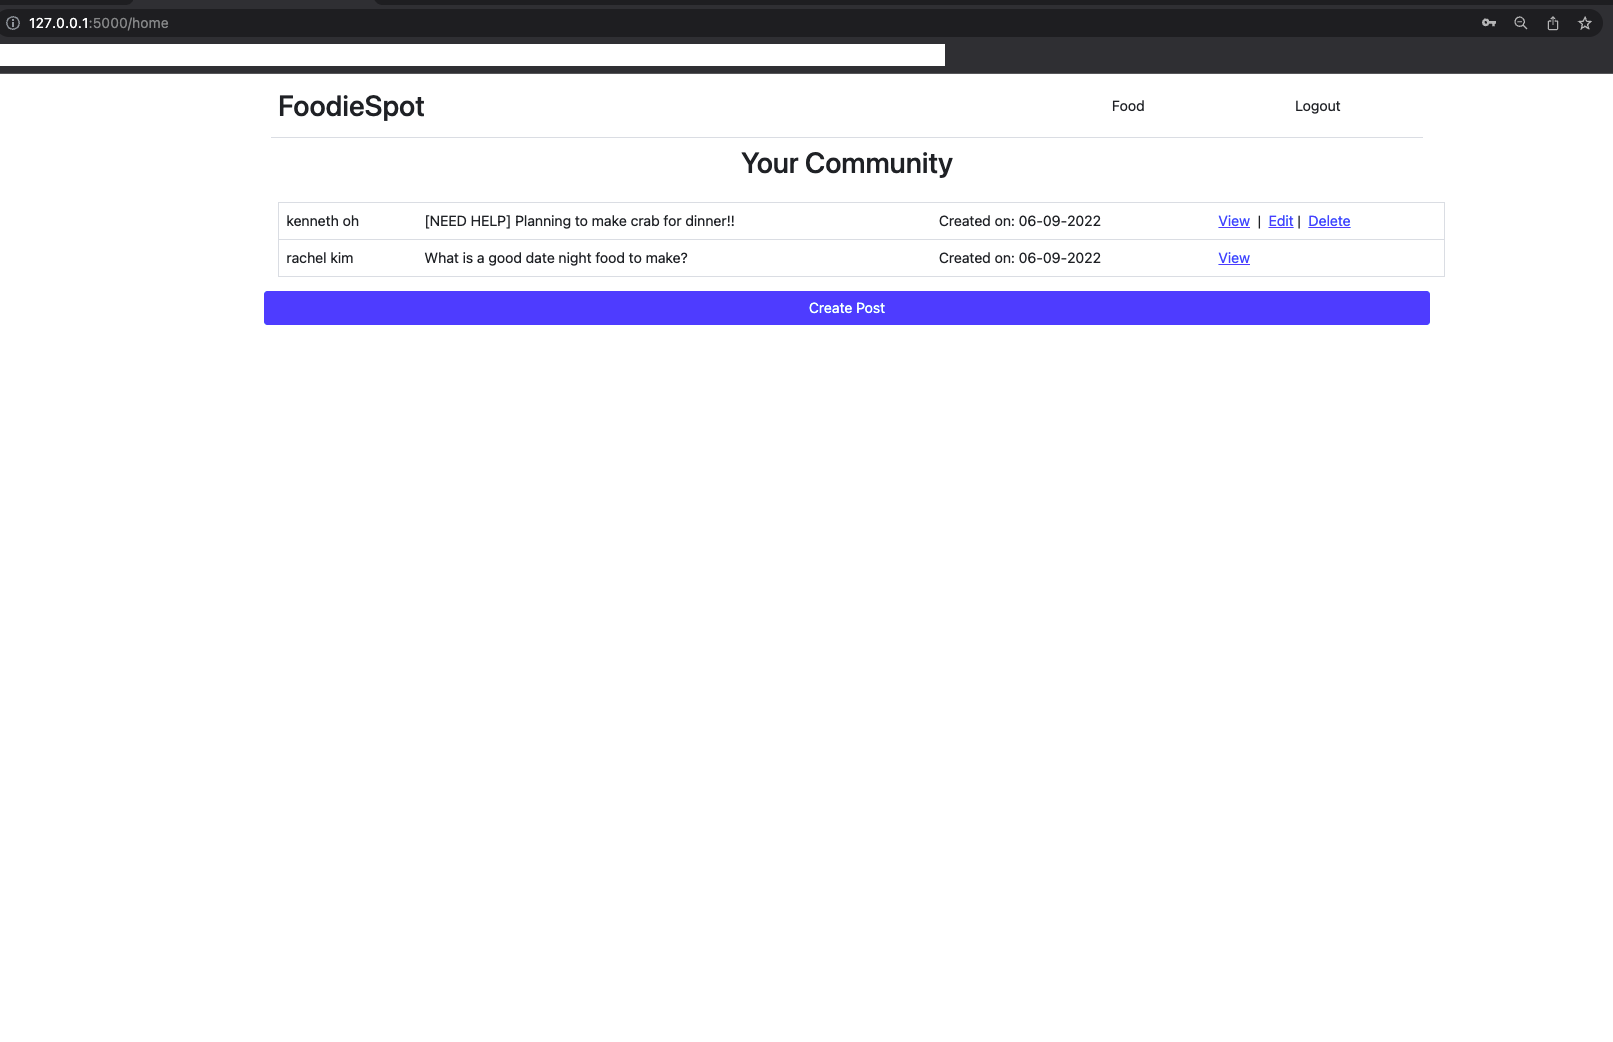 127.0.0.1:5000/home
FoodieSpot Food Logout
Your Community
kenneth oh [NEED HELP] Planning to make crab for dinner!! Created on: 06-09-2022 View | Edit | Delete
rachel kim What is a good date night food to make? Created on: 06-09-2022 View
Create Post